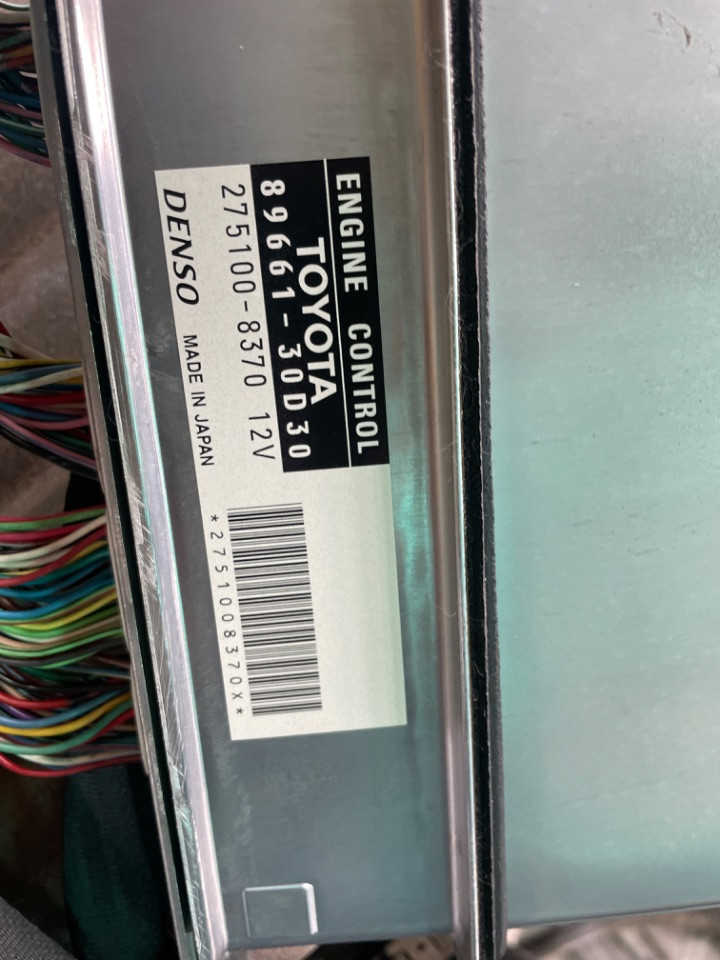 ENGINE CONTROL
TOYOTA
89661-30D30
275100-8370 12V
DENSO MADE IN JAPAN
*2751008370X*